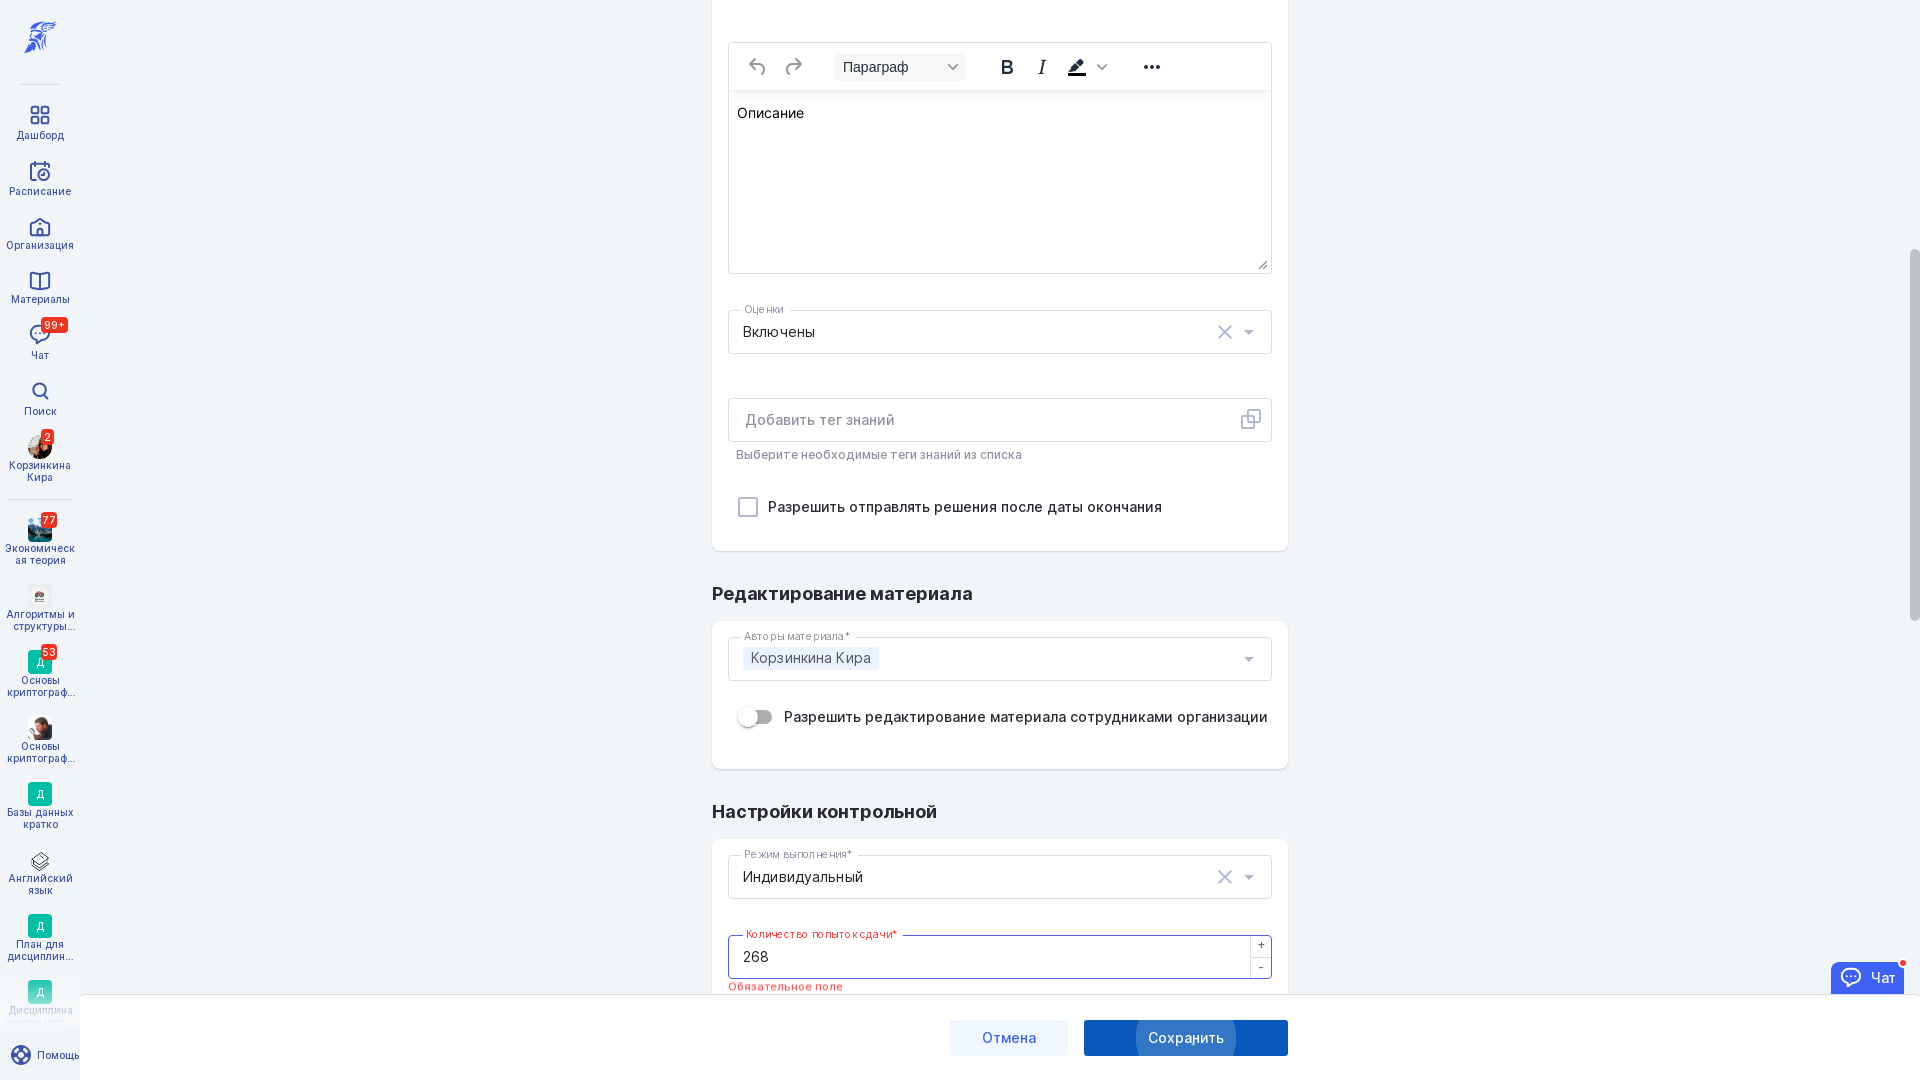 Дашборд
Расписание
Организация
Материалы
99+
Чат
Поиск
2
Корзинкина
Кира
77
Экономическ
ая теория
Алгоритмы и
структуры...
53
Д
Основы
криптограф...
Основы
криптограф...
Д
Базы данных
кратко
Английский
язык
Д
План для
дисциплин...
Д
Дисциплина
Помощь
Параграф
B I
Описание
Оценки
Включены
Добавить тег знаний
Выберите необходимые теги знаний из списка
Разрешить отправлять решения после даты окончания
Редактирование материала
Авторы материала*
Корзинкина Кира
Разрешить редактирование материала сотрудниками организации
Настройки контрольной
Режим выполнения*
Индивидуальный
Количество попыток сдачи*
268
+
-
Обязательное поле
Чат
Отмена
Сохранить